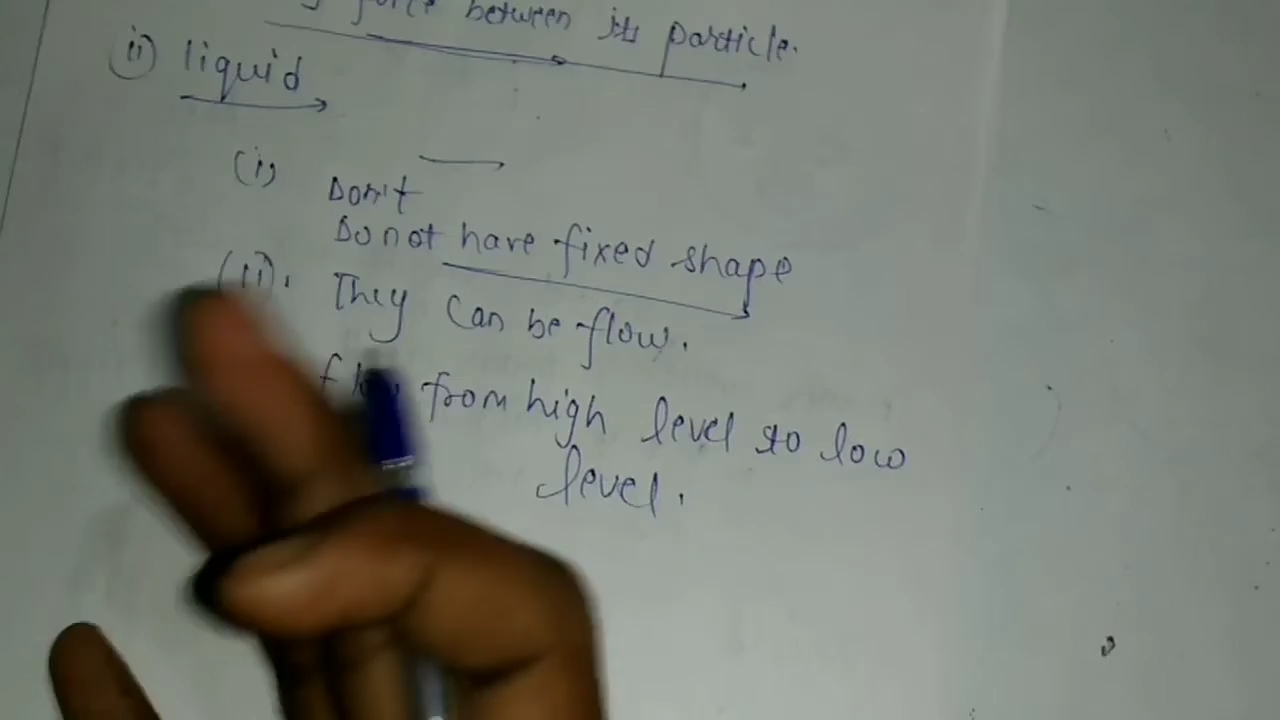 force between its particle.
(ii) liquid
(i)
Don't
Do not have fixed shape
(ii). They can be flow.
from high level to low
level.